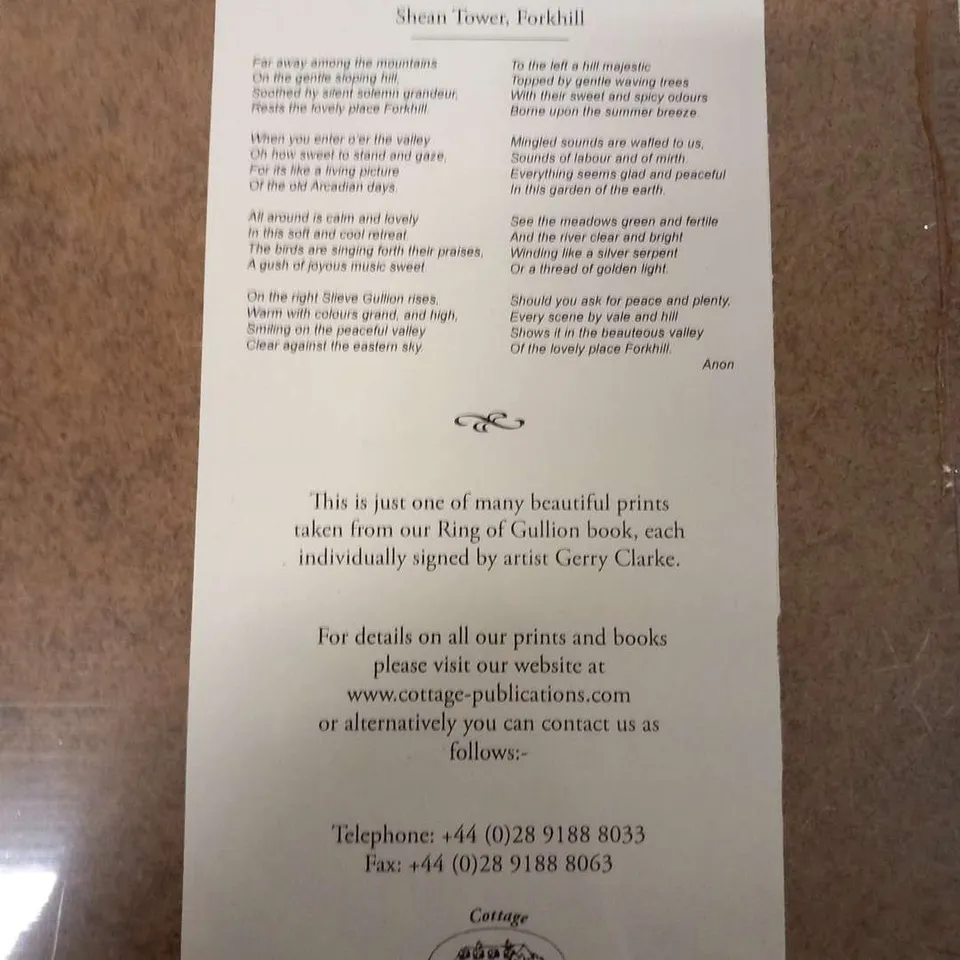 Shean Tower, Forkhill
Far away among the mountains
On the gentle sloping hill,
Soothed by silent solemn grandeur,
Rests the lovely place Forkhill.
When you enter o'er the valley
Oh how sweet to stand and gaze,
For its like a living picture
Of the old Arcadian days.
All around is calm and lovely
In this soft and cool retreat.
The birds are singing forth their praises,
A gush of joyous music sweet.
On the right Slieve Gullion rises,
Warm with colours grand, and high,
Smiling on the peaceful valley
Clear against the eastern sky.
To the left a hill majestic
Topped by gentle waving trees
With their sweet and spicy odours
Borne upon the summer breeze.
Mingled sounds are wafted to us,
Sounds of labour and of mirth.
Everything seems glad and peaceful
In this garden of the earth.
See the meadows green and fertile
And the river clear and bright
Winding like a silver serpent
Or a thread of golden light.
Should you ask for peace and plenty,
Every scene by vale and hill
Shows it in the beauteous valley
Of the lovely place Forkhill.
Anon
This is just one of many beautiful prints
taken from our Ring of Gullion book, each
individually signed by artist Gerry Clarke.
For details on all our prints and books
please visit our website at
www.cottage-publications.com
or alternatively you can contact us as
follows:-
Telephone: +44 (0)28 9188 8033
Fax: +44 (0)28 9188 8063
Cottage